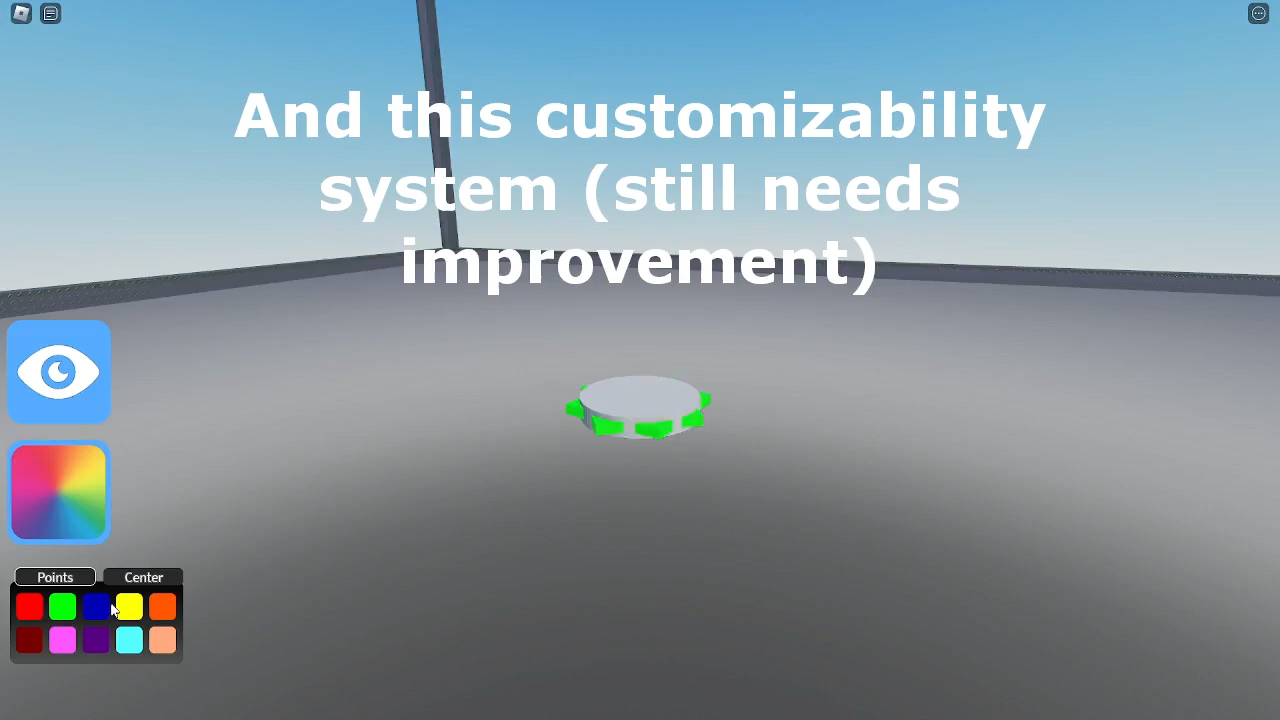 And this customizability
system (still needs
improvement)
Points
Center